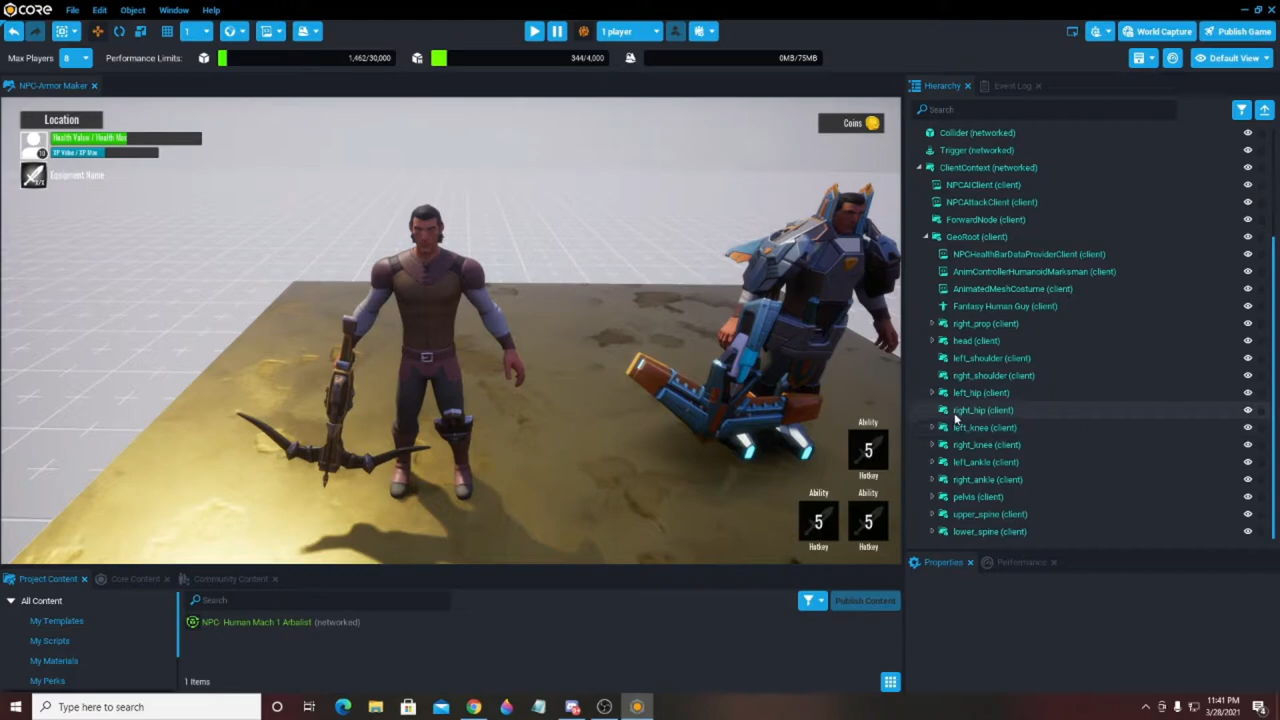 CORE File Edit Object Window Help
1 1 player World Capture Publish Game
Max Players 8 Performance Limits: 1,462/30,000 344/4,000 0MB/75MB Default View
NPC-Armor Maker
Hierarchy Event Log
Search
Location
Health Value / Health Max
10 XP Value / XP Max
Equipment Name
Coins
Ability
5
Hotkey
Ability Ability
5 5
Hotkey Hotkey
Collider (networked)
Trigger (networked)
ClientContext (networked)
NPCAIClient (client)
NPCAttackClient (client)
ForwardNode (client)
GeoRoot (client)
NPCHealthBarDataProviderClient (client)
AnimControllerHumanoidMarksman (client)
AnimatedMeshCostume (client)
Fantasy Human Guy (client)
right_prop (client)
head (client)
left_shoulder (client)
right_shoulder (client)
left_hip (client)
right_hip (client)
left_knee (client)
right_knee (client)
left_ankle (client)
right_ankle (client)
pelvis (client)
upper_spine (client)
lower_spine (client)
Properties Performance
Project Content Core Content Community Content
All Content
My Templates
My Scripts
My Materials
My Perks
Search
Publish Content
NPC- Human Mach 1 Arbalist (networked)
1 Items
Type here to search
11:41 PM
3/28/2021
4